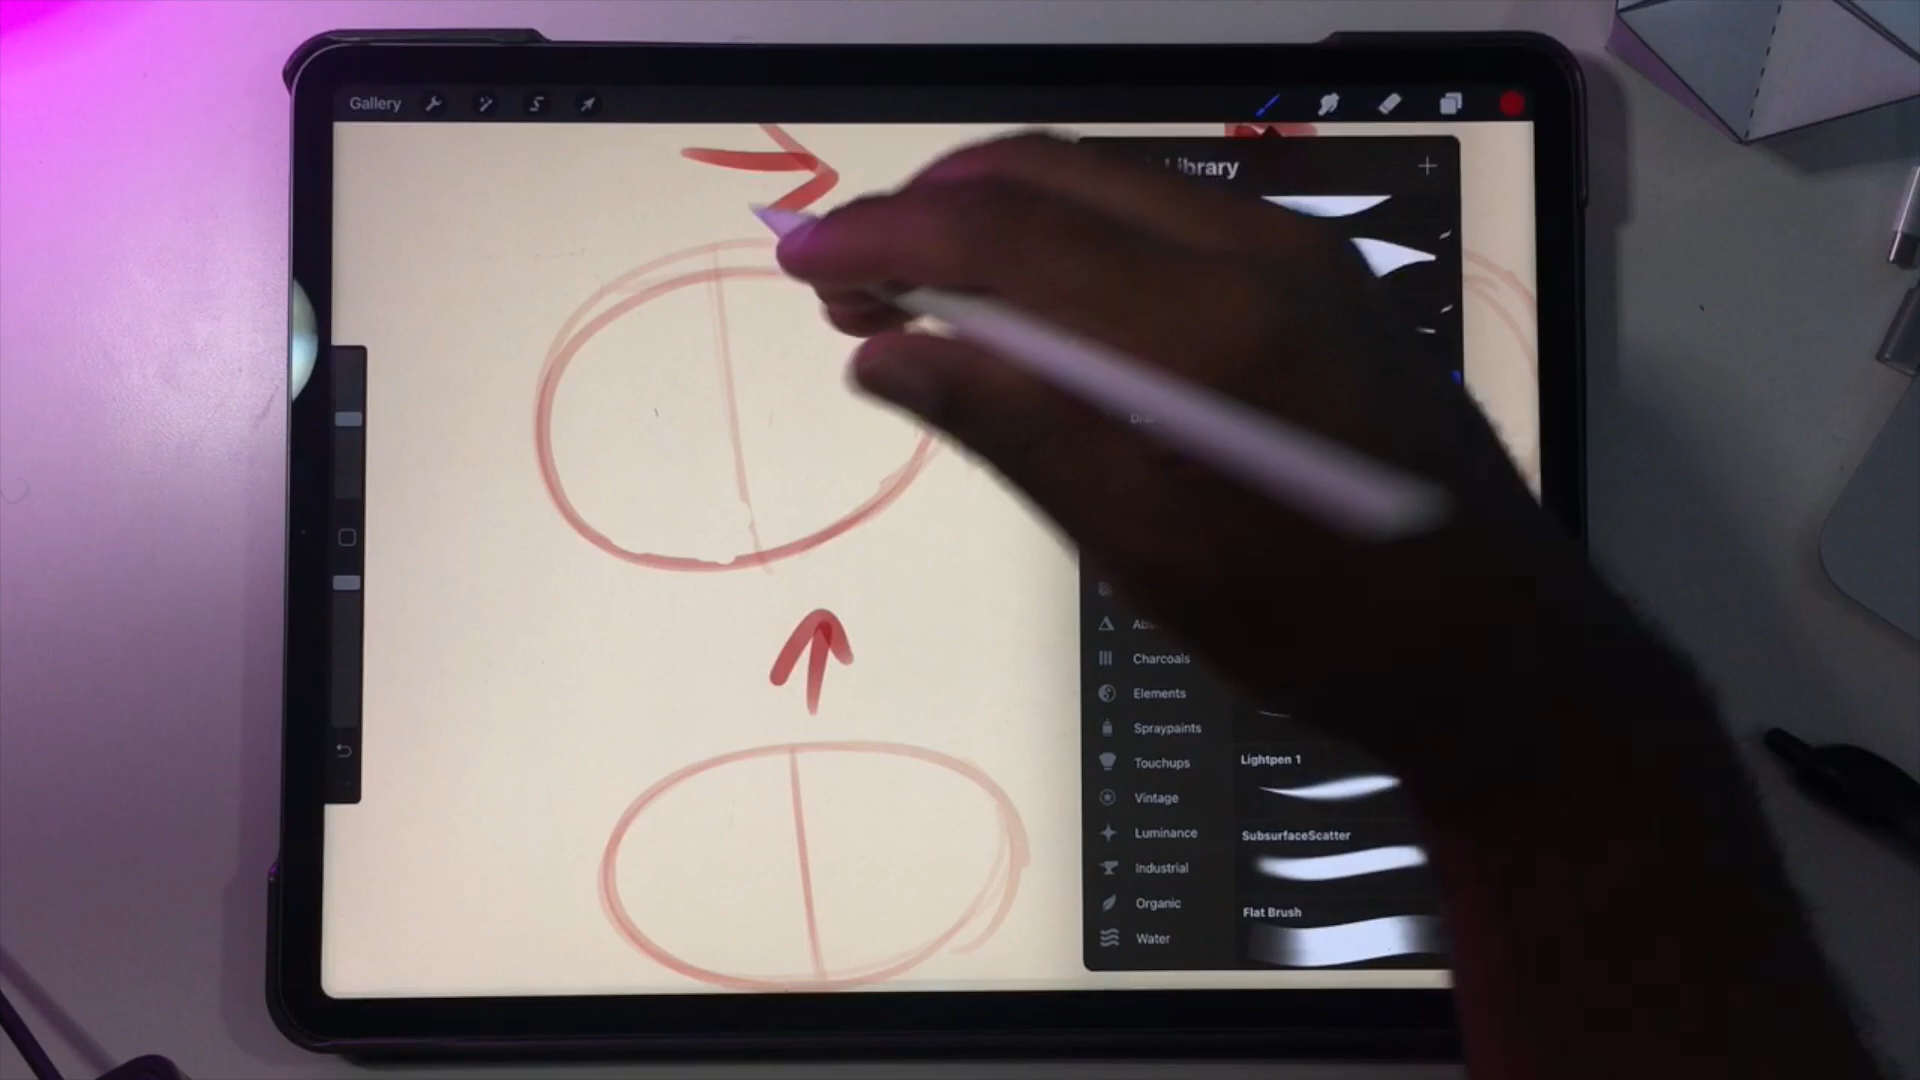 Gallery
Library
Charcoals
Elements
Spraypaints
Touchups
Vintage
Luminance
Industrial
Organic
Water
Lightpen 1
SubsurfaceScatter
Flat Brush